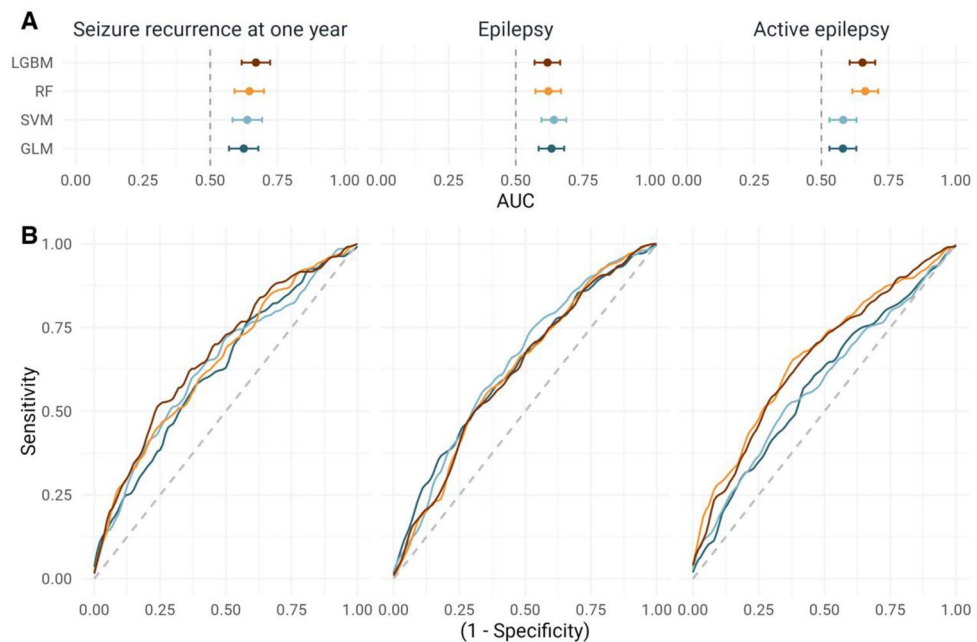 A
Seizure recurrence at one year Epilepsy Active epilepsy
LGBM
RF
SVM
GLM
0.00 0.25 0.50 0.75 1.00 0.00 0.25 0.50 0.75 1.00 0.00 0.25 0.50 0.75 1.00
AUC
B
1.00
0.75
0.50
0.25
0.00
Sensitivity
0.00 0.25 0.50 0.75 1.00 0.00 0.25 0.50 0.75 1.00 0.00 0.25 0.50 0.75 1.00
(1 - Specificity)